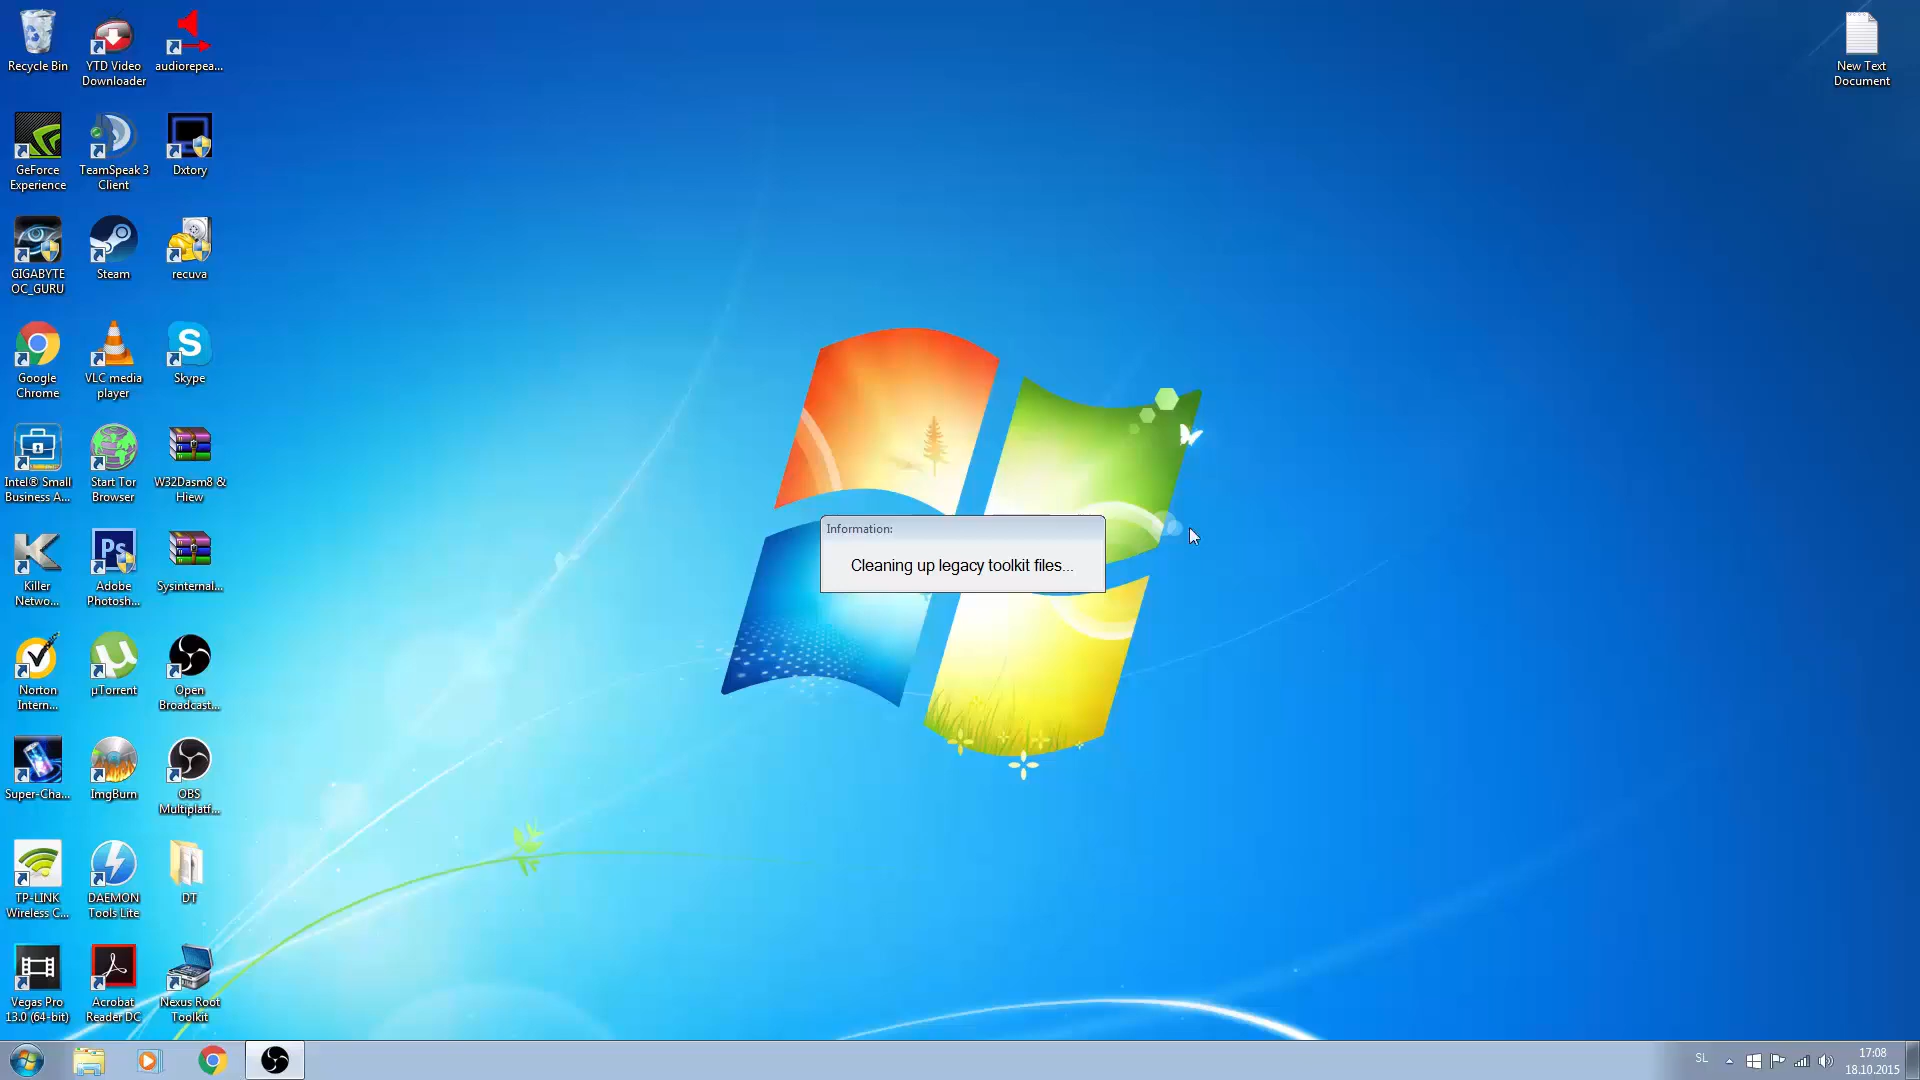 Recycle Bin
YTD Video
Downloader
audiorepea...
New Text
Document
GeForce
Experience
TeamSpeak 3
Client
Dxtory
GIGABYTE
OC_GURU
Steam
recuva
Google
Chrome
VLC media
player
Skype
Intel® Small
Business A...
Start Tor
Browser
W32Dasm8 &
Hiew
Information:
Cleaning up legacy toolkit files...
Killer
Netwo...
Adobe
Photosh...
Sysinternal...
Norton
Intern...
µTorrent
Open
Broadcast...
Super-Cha...
ImgBurn
OBS
Multiplatf...
TP-LINK
Wireless C...
DAEMON
Tools Lite
DT
Vegas Pro
13.0 (64-bit)
Acrobat
Reader DC
Nexus Root
Toolkit
SL
17:08
18.10.2015